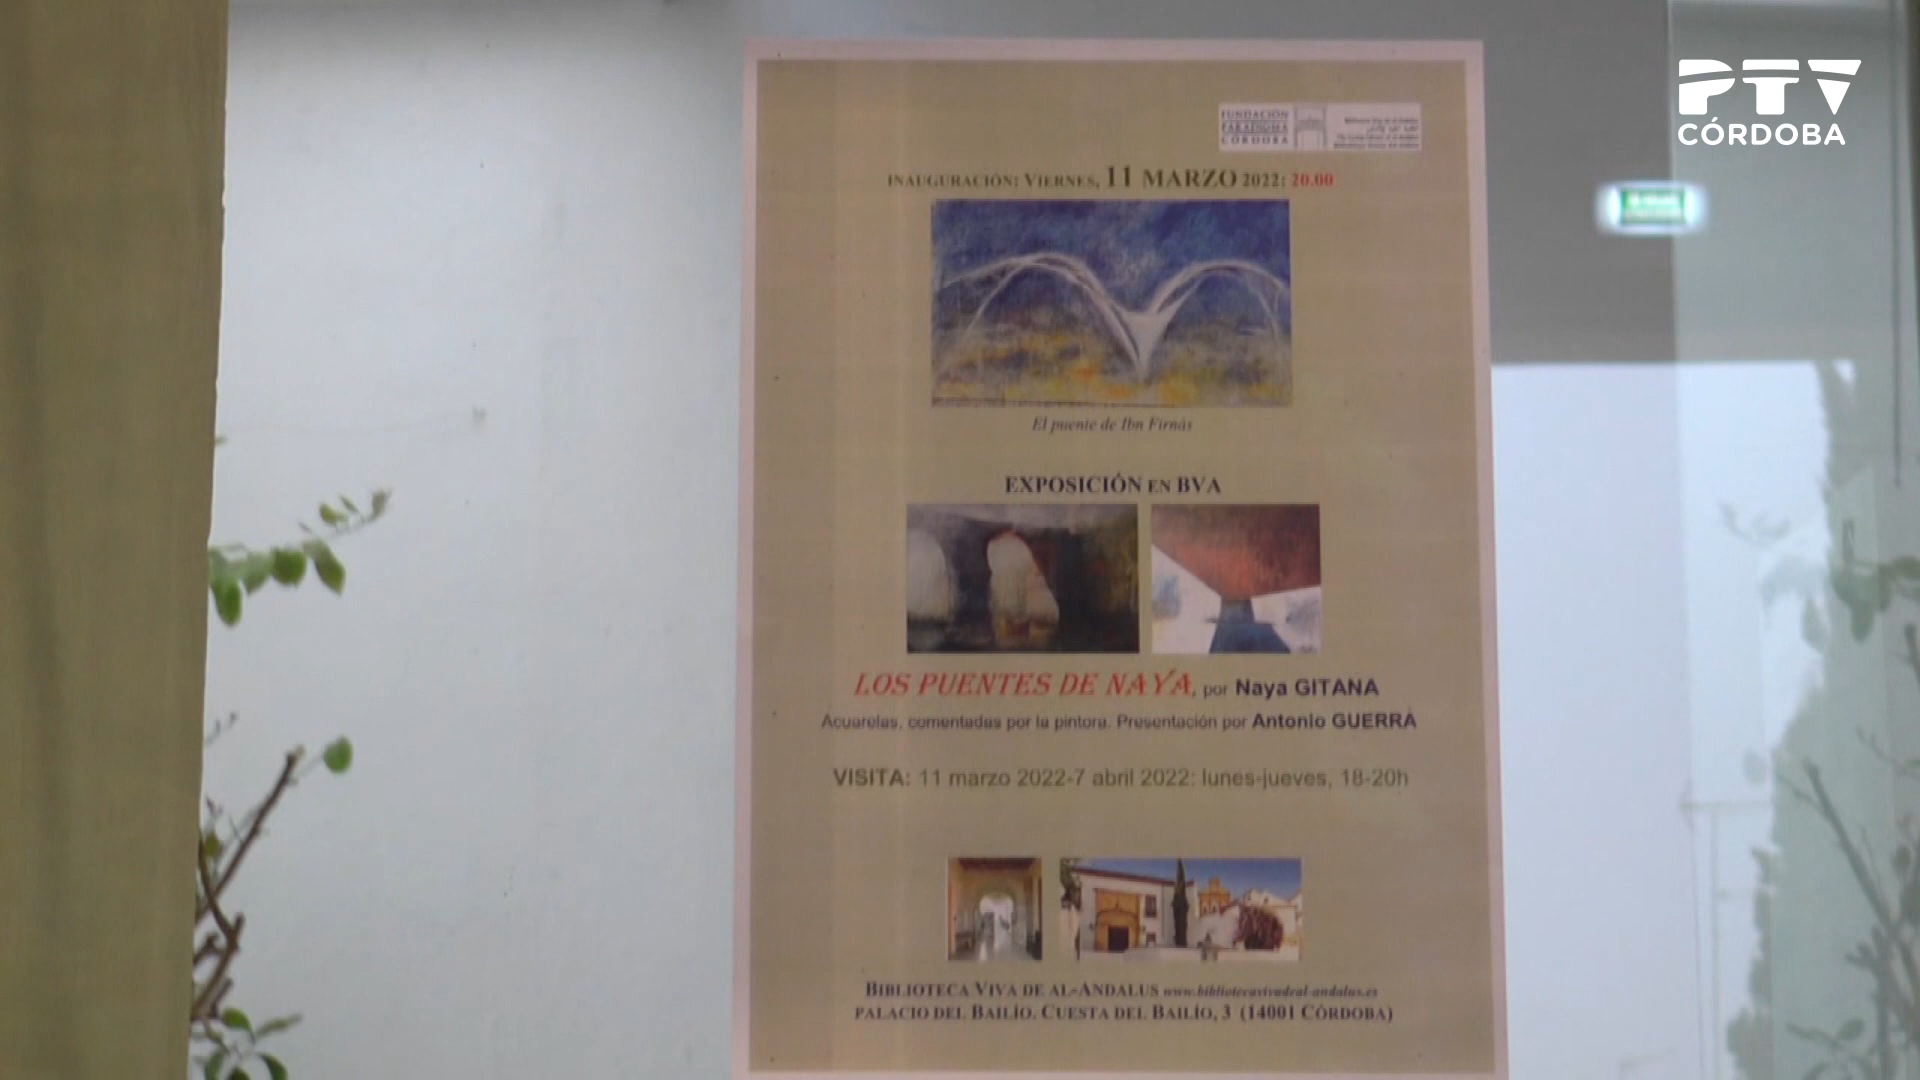 PTV
CÓRDOBA
FUNDACIÓN
PARADIGMA
CÓRDOBA
INAUGURACIÓN: VIERNES, 11 MARZO 2022: 20.00
El puente de Ibn Firnás
EXPOSICIÓN EN BVA
LOS PUENTES DE NAYA, por Naya GITANA
Acuarelas, comentadas por la pintora. Presentación por Antonio GUERRA
VISITA: 11 marzo 2022-7 abril 2022: lunes-jueves, 18-20h
BIBLIOTECA VIVA DE AL-ANDALUS www.bibliotecavivadeal-andalus.es
PALACIO DEL BAILÍO. CUESTA DEL BAILÍO, 3 (14001 CÓRDOBA)